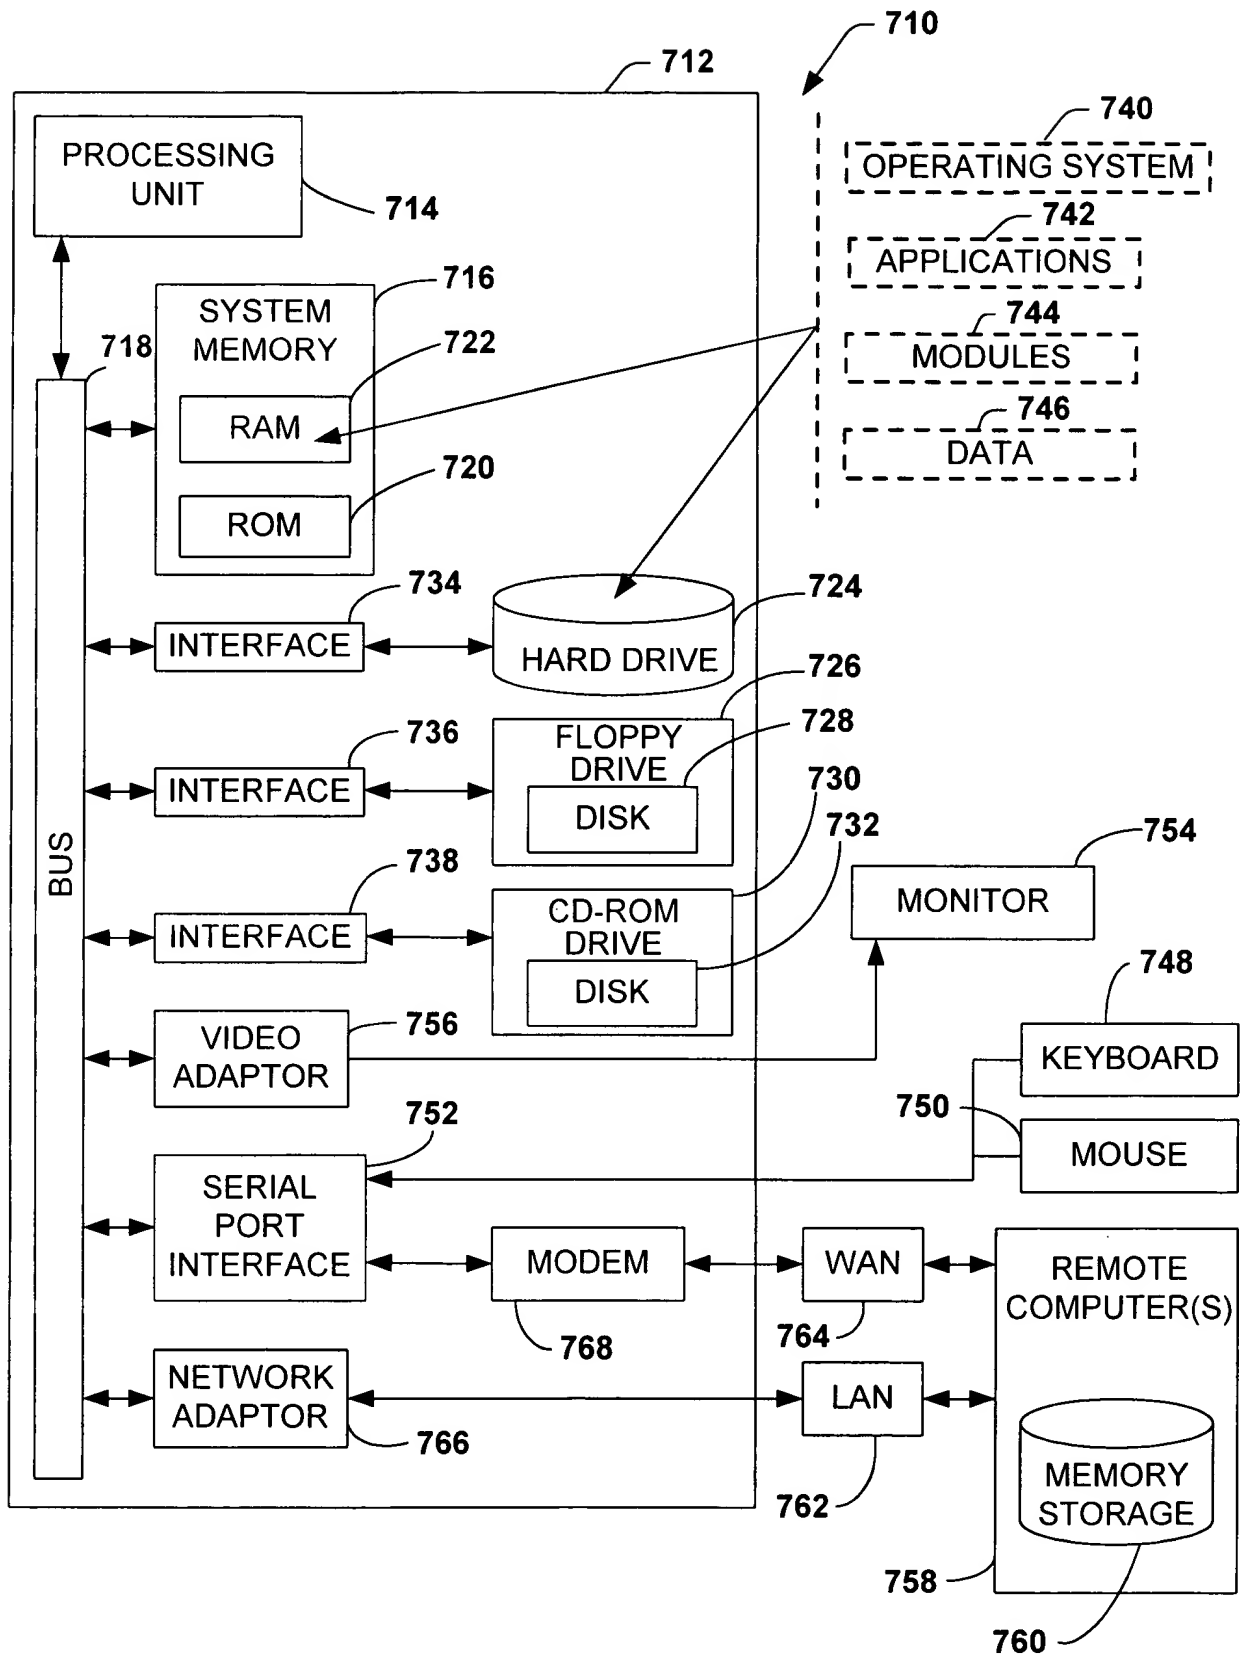 710
712
740
PROCESSING
UNIT
714
OPERATING SYSTEM
742
APPLICATIONS
716
SYSTEM
MEMORY
718
722
744
MODULES
RAM
746
DATA
720
ROM
734
INTERFACE
724
HARD DRIVE
726
736
INTERFACE
728
FLOPPY
DRIVE
DISK
730
732
BUS
738
INTERFACE
CD-ROM
DRIVE
DISK
754
MONITOR
748
756
VIDEO
ADAPTOR
KEYBOARD
750
MOUSE
752
SERIAL
PORT
INTERFACE
MODEM
768
WAN
764
REMOTE
COMPUTER(S)
NETWORK
ADAPTOR
766
LAN
762
MEMORY
STORAGE
758
760